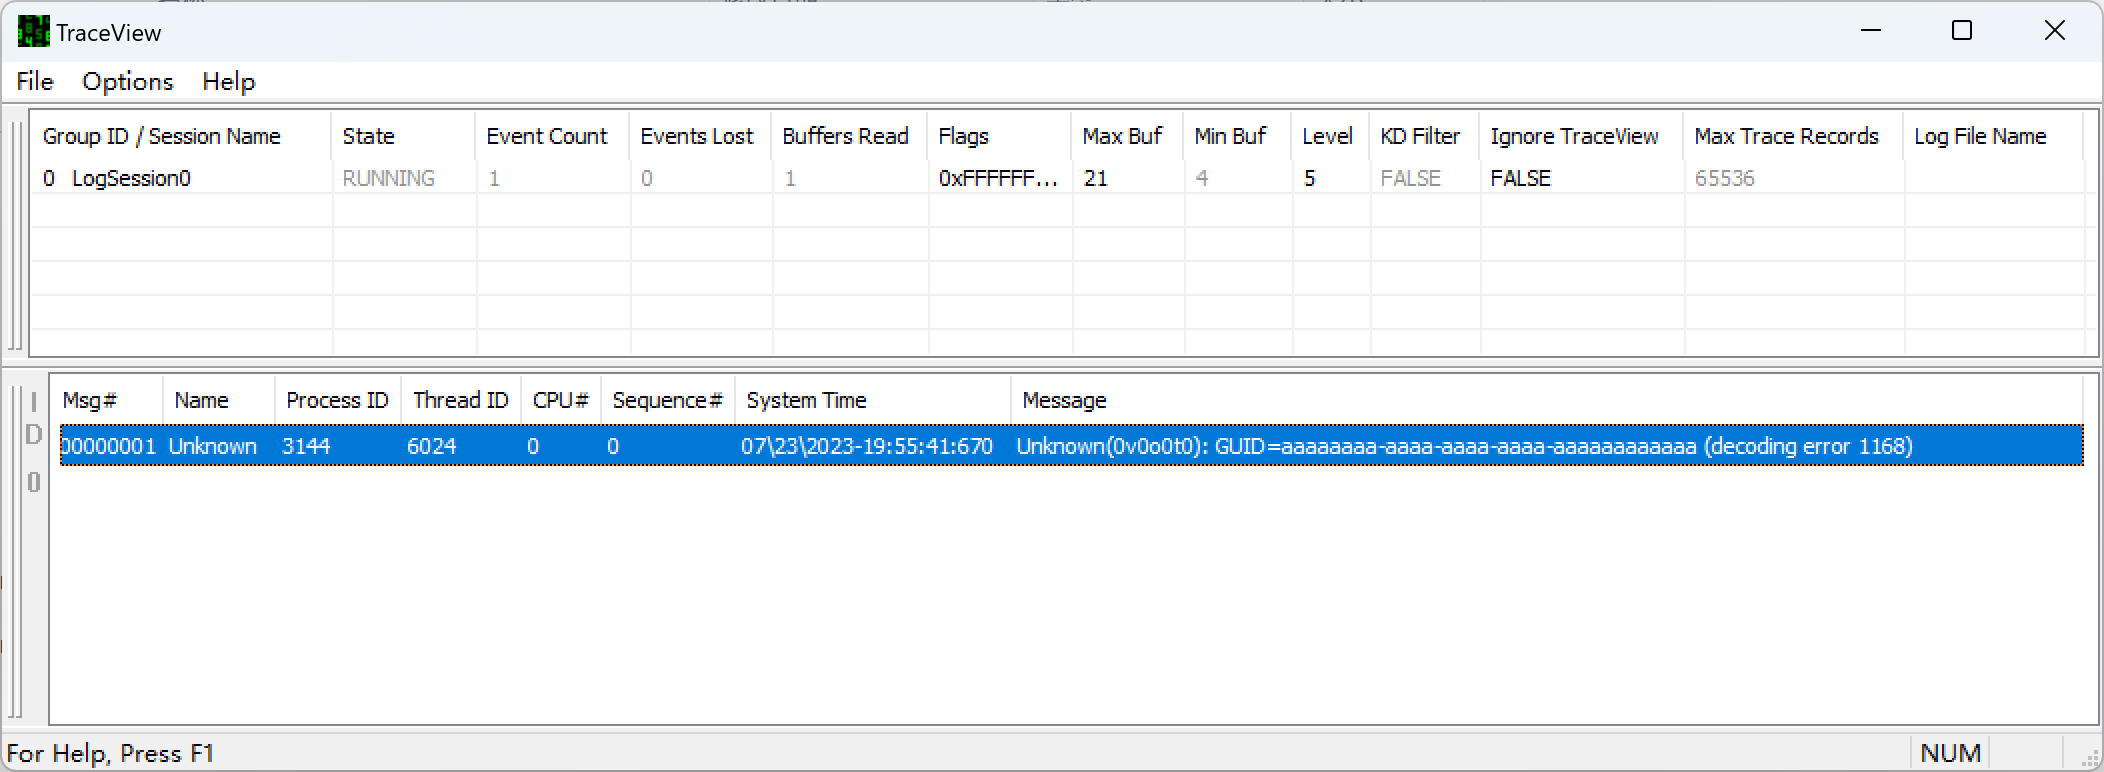 TraceView
File Options Help
Group ID / Session Name State Event Count Events Lost Buffers Read Flags Max Buf Min Buf Level KD Filter Ignore TraceView Max Trace Records Log File Name
0 LogSession0 RUNNING 1 0 1 0xFFFFFF... 21 4 5 FALSE FALSE 65536
Msg# Name Process ID Thread ID CPU# Sequence# System Time Message
00000001 Unknown 3144 6024 0 0 07\23\2023-19:55:41:670 Unknown(0v0o0t0): GUID=aaaaaaaa-aaaa-aaaa-aaaa-aaaaaaaaaaaa (decoding error 1168)
I
D
0
For Help, Press F1 NUM